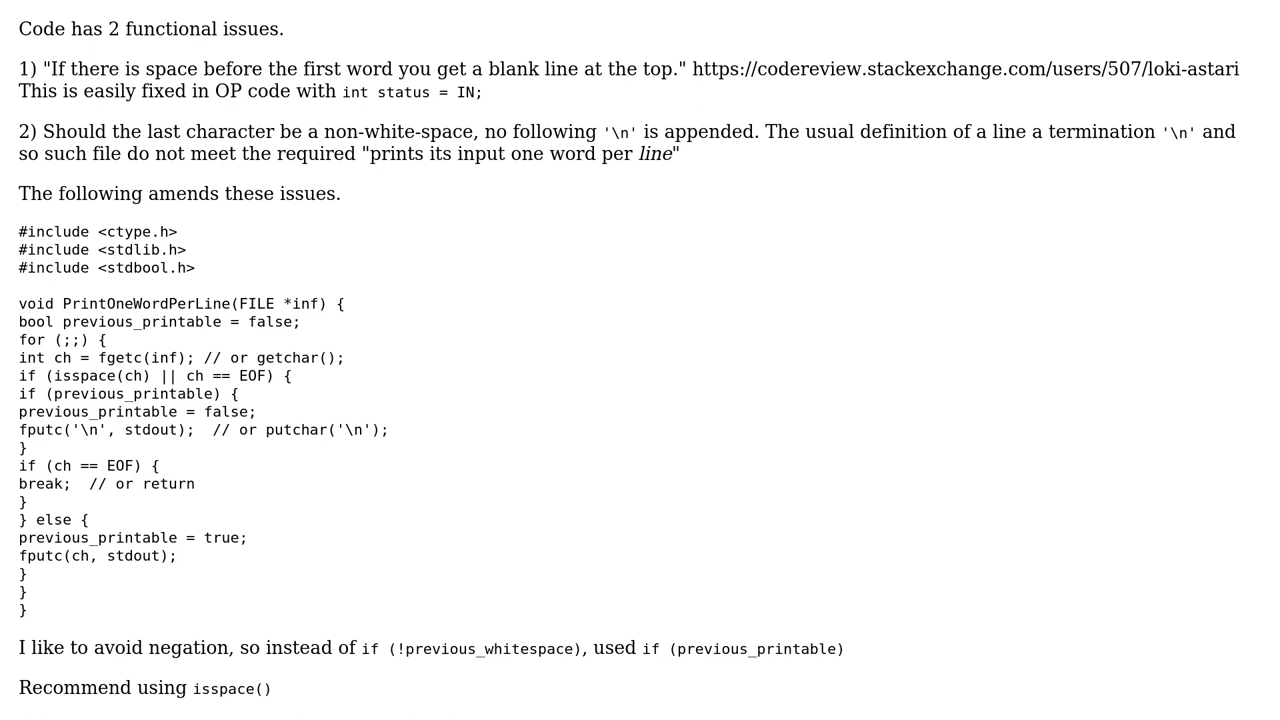 Code has 2 functional issues.
1) "If there is space before the first word you get a blank line at the top." https://codereview.stackexchange.com/users/507/loki-astari
This is easily fixed in OP code with int status = IN;
2) Should the last character be a non-white-space, no following '\n' is appended. The usual definition of a line a termination '\n' and
so such file do not meet the required "prints its input one word per line"
The following amends these issues.
#include <ctype.h>
#include <stdlib.h>
#include <stdbool.h>
void PrintOneWordPerLine(FILE *inf) {
bool previous_printable = false;
for (;;) {
int ch = fgetc(inf); // or getchar();
if (isspace(ch) || ch == EOF) {
if (previous_printable) {
previous_printable = false;
fputc('\n', stdout);  // or putchar('\n');
}
if (ch == EOF) {
break;  // or return
}
} else {
previous_printable = true;
fputc(ch, stdout);
}
}
}
I like to avoid negation, so instead of if (!previous_whitespace), used if (previous_printable)
Recommend using isspace()